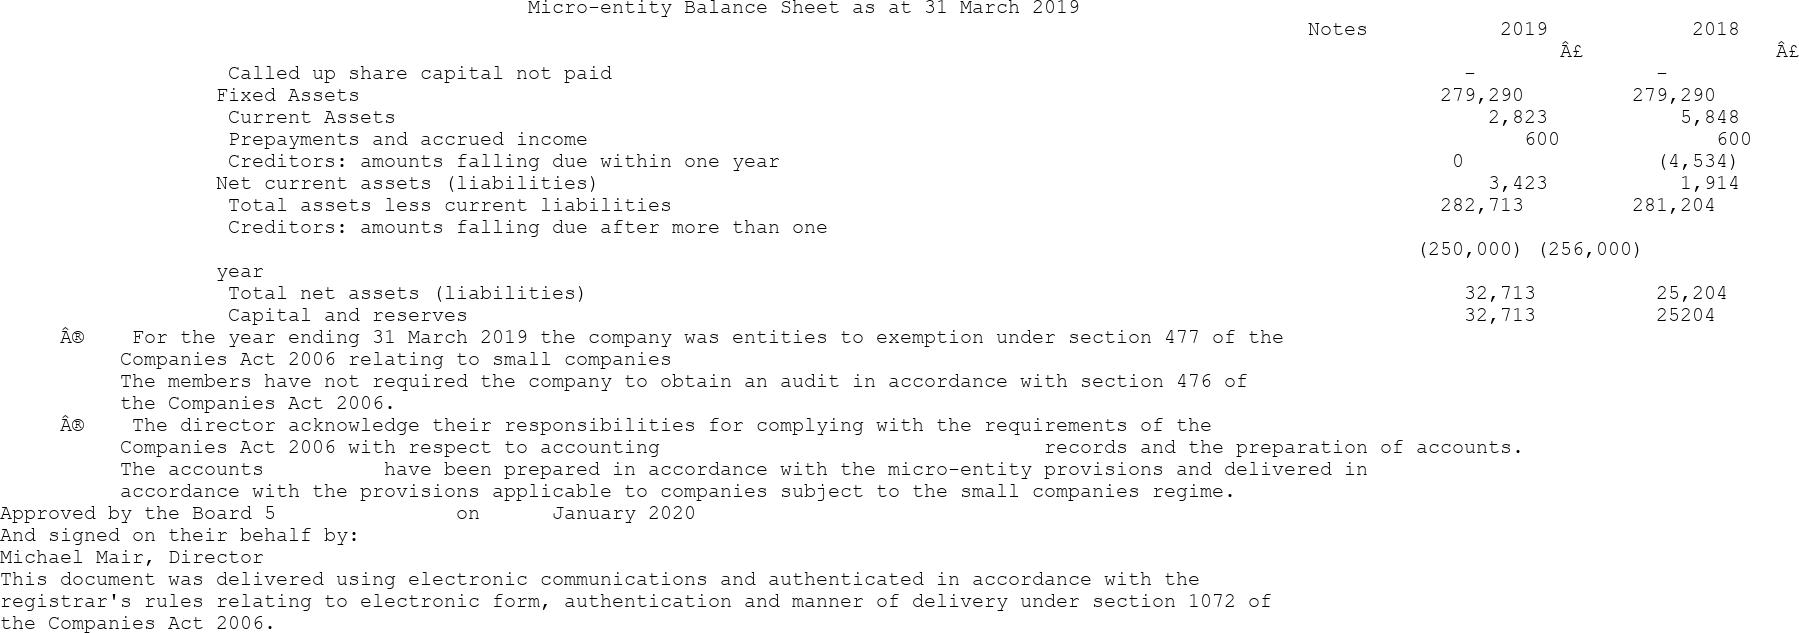 Micro-entity Balance Sheet as at 31 March 2019
Notes 2019 2018
Â£ Â£
Called up share capital not paid - -
Fixed Assets 279,290 279,290
Current Assets 2,823 5,848
Prepayments and accrued income 600 600
Creditors: amounts falling due within one year 0 (4,534)
Net current assets (liabilities) 3,423 1,914
Total assets less current liabilities 282,713 281,204
Creditors: amounts falling due after more than one
(250,000) (256,000)
year
Total net assets (liabilities) 32,713 25,204
Capital and reserves 32,713 25204
Â® For the year ending 31 March 2019 the company was entities to exemption under section 477 of the
Companies Act 2006 relating to small companies
The members have not required the company to obtain an audit in accordance with section 476 of
the Companies Act 2006.
Â® The director acknowledge their responsibilities for complying with the requirements of the
Companies Act 2006 with respect to accounting records and the preparation of accounts.
The accounts have been prepared in accordance with the micro-entity provisions and delivered in
accordance with the provisions applicable to companies subject to the small companies regime.
Approved by the Board 5 on January 2020
And signed on their behalf by:
Michael Mair, Director
This document was delivered using electronic communications and authenticated in accordance with the
registrar's rules relating to electronic form, authentication and manner of delivery under section 1072 of
the Companies Act 2006.